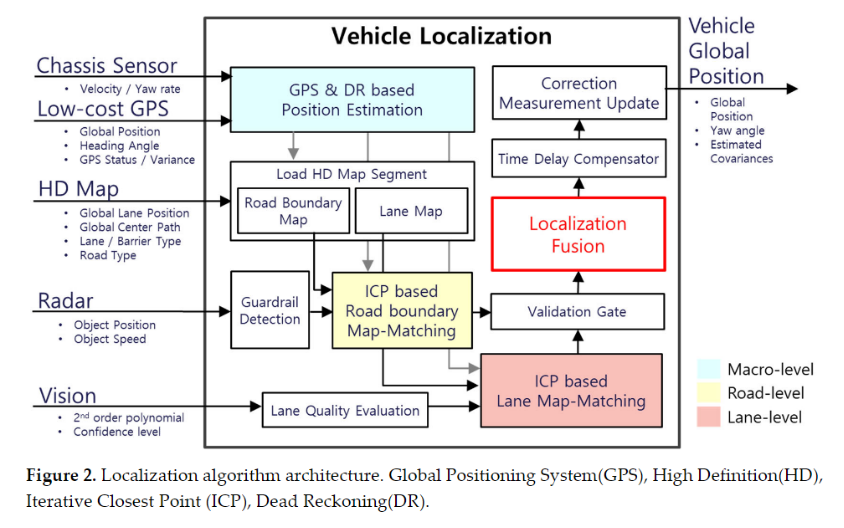 Vehicle Localization
Chassis Sensor
• Velocity / Yaw rate
Low-cost GPS
• Global Position
• Heading Angle
• GPS Status / Variance
HD Map
• Global Lane Position
• Global Center Path
• Lane / Barrier Type
• Road Type
Radar
• Object Position
• Object Speed
Vision
• 2nd order polynomial
• Confidence level
GPS & DR based
Position Estimation
Load HD Map Segment
Road Boundary
Map
Lane Map
Guardrail
Detection
ICP based
Road boundary
Map-Matching
Lane Quality Evaluation
ICP based
Lane Map-Matching
Validation Gate
Localization
Fusion
Time Delay Compensator
Correction
Measurement Update
Vehicle
Global
Position
• Global
Position
• Yaw angle
• Estimated
Covariances
Macro-level
Road-level
Lane-level
Figure 2. Localization algorithm architecture. Global Positioning System(GPS), High Definition(HD),
Iterative Closest Point (ICP), Dead Reckoning(DR).